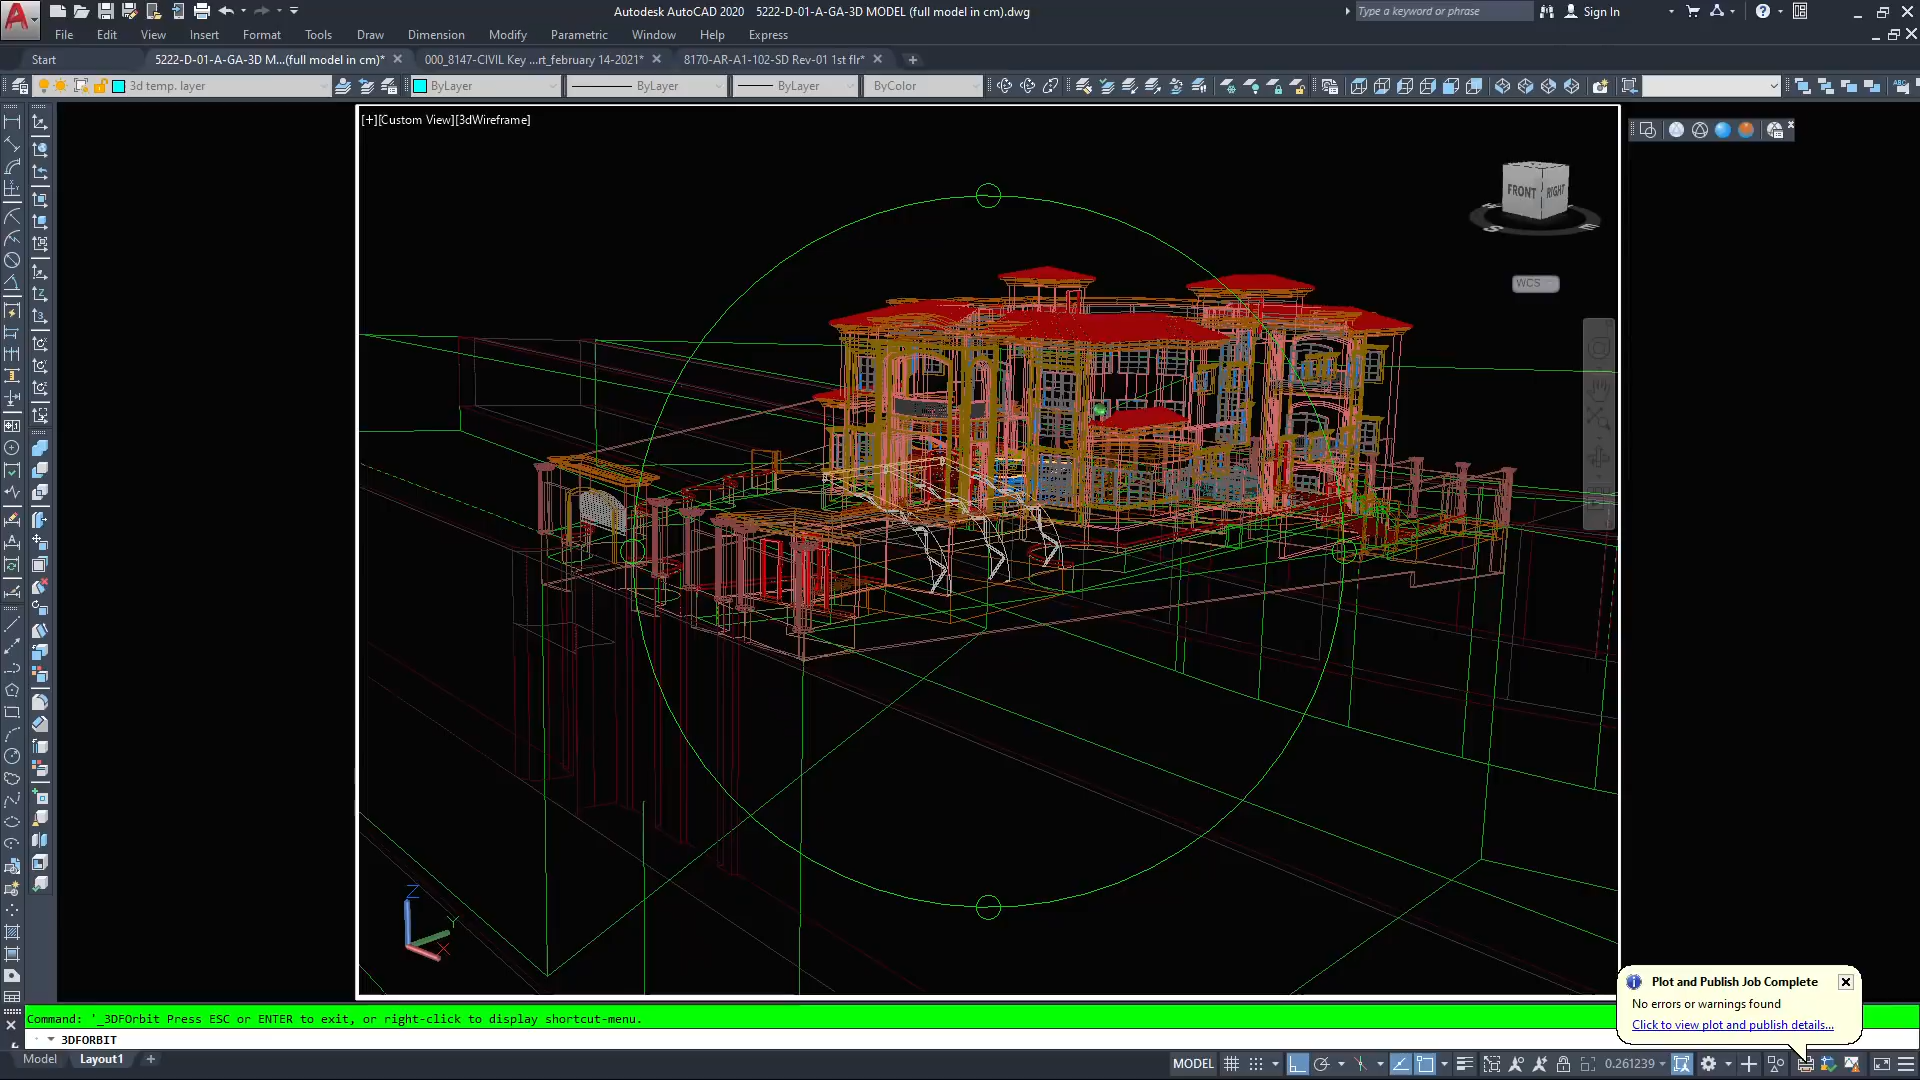 Autodesk AutoCAD 2020 5222-D-01-A-GA-3D MODEL (full model in cm).dwg
Type a keyword or phrase
Sign In
File Edit View Insert Format Tools Draw Dimension Modify Parametric Window Help Express
Start
5222-D-01-A-GA-3D M...(full model in cm)*
000_8147-CIVIL Key ...rt_february 14-2021*
8170-AR-A1-102-SD Rev-01 1st flr*
3d temp. layer
ByLayer
ByLayer
ByLayer
ByColor
[+][Custom View][3dWireframe]
FRONT
RIGHT
S
E
WCS
Z
Y
X
Plot and Publish Job Complete
No errors or warnings found
Click to view plot and publish details...
Command: '_3DFOrbit Press ESC or ENTER to exit, or right-click to display shortcut-menu.
3DFORBIT
Model
Layout1
MODEL
0.261239